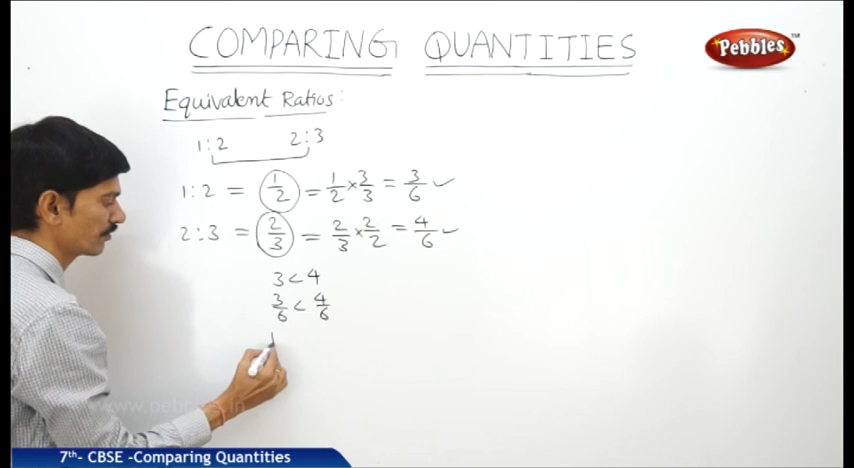 COMPARING QUANTITIES
Pebbles™
Equivalent Ratios:
1:2 2:3
1:2 = 1/2 = 1/2 × 3/3 = 3/6 ✓
2:3 = 2/3 = 2/3 × 2/2 = 4/6 ✓
3 < 4
3/6 < 4/6
7th- CBSE -Comparing Quantities